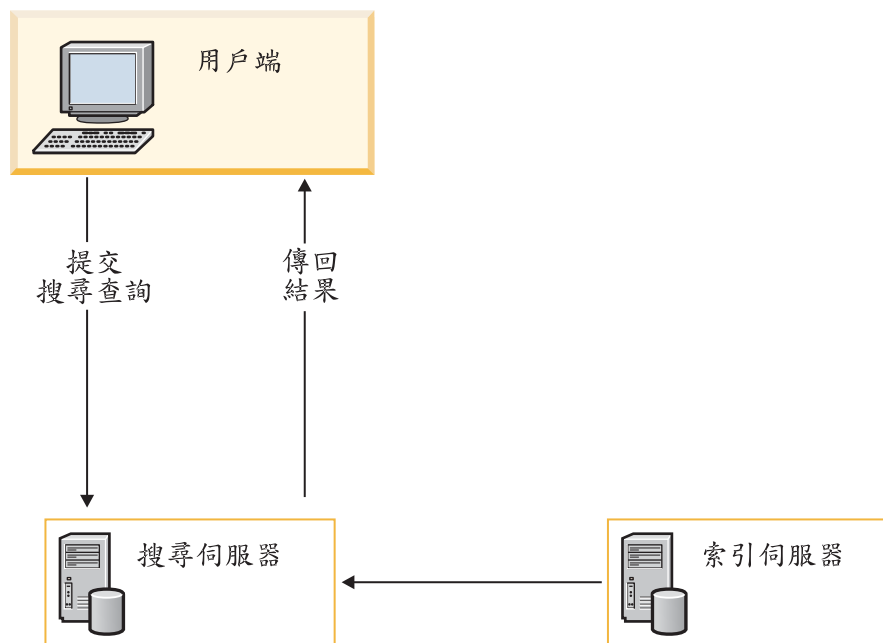 用戶端
提交
搜尋查詢
傳回
結果
搜尋伺服器
索引伺服器